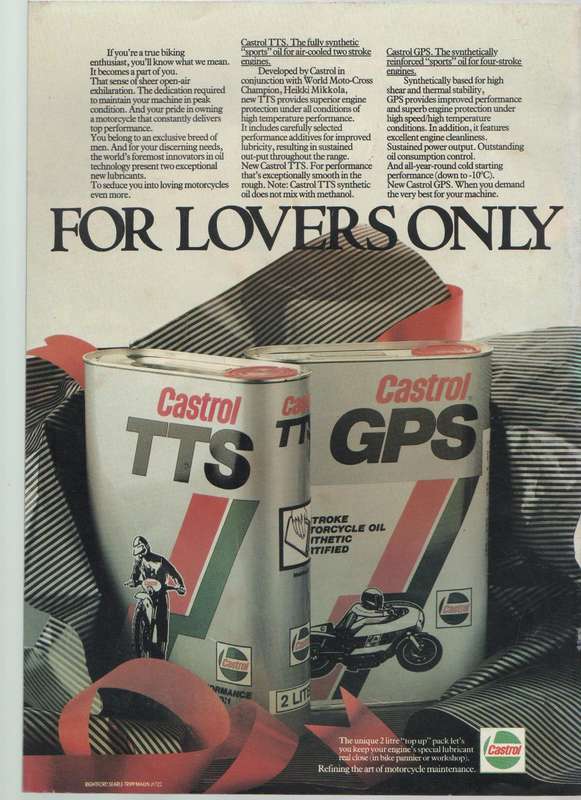 If you're a true biking
enthusiast, you'll know what we mean.
It becomes a part of you.
That sense of sheer open-air
exhilaration. The dedication required
to maintain your machine in peak
condition. And your pride in owning
a motorcycle that constantly delivers
top performance.
You belong to an exclusive breed of
men. And for your discerning needs,
the world's foremost innovators in oil
technology present two exceptional
new lubricants.
To seduce you into loving motorcycles
even more.
Castrol TTS. The fully synthetic
"sports" oil for air-cooled two stroke
engines.
Developed by Castrol in
conjunction with World Moto-Cross
Champion, Heikki Mikkola,
new TTS provides superior engine
protection under all conditions of
high temperature performance.
It includes carefully selected
performance additives for improved
lubricity, resulting in sustained
out-put throughout the range.
New Castrol TTS. For performance
that's exceptionally smooth in the
rough. Note: Castrol TTS synthetic
oil does not mix with methanol.
Castrol GPS. The synthetically
reinforced "sports" oil for four-stroke
engines.
Synthetically based for high
shear and thermal stability,
GPS provides improved performance
and superb engine protection under
high speed/high temperature
conditions. In addition, it features
excellent engine cleanliness.
Sustained power output. Outstanding
oil consumption control.
And all-year-round cold starting
performance (down to -10°C).
New Castrol GPS. When you demand
the very best for your machine.
FOR LOVERS ONLY
Castrol
TTS
Cas
TT
Castrol
GPS
TROKE
TORCYCLE OIL
THETIC
TIFIED
Castrol
Castrol
Castrol
RMANCE
2 LIT
The unique 2 litre "top up" pack let's
you keep your engine's special lubricant
real close (in bike pannier or workshop).
Refining the art of motorcycle maintenance.
Castrol